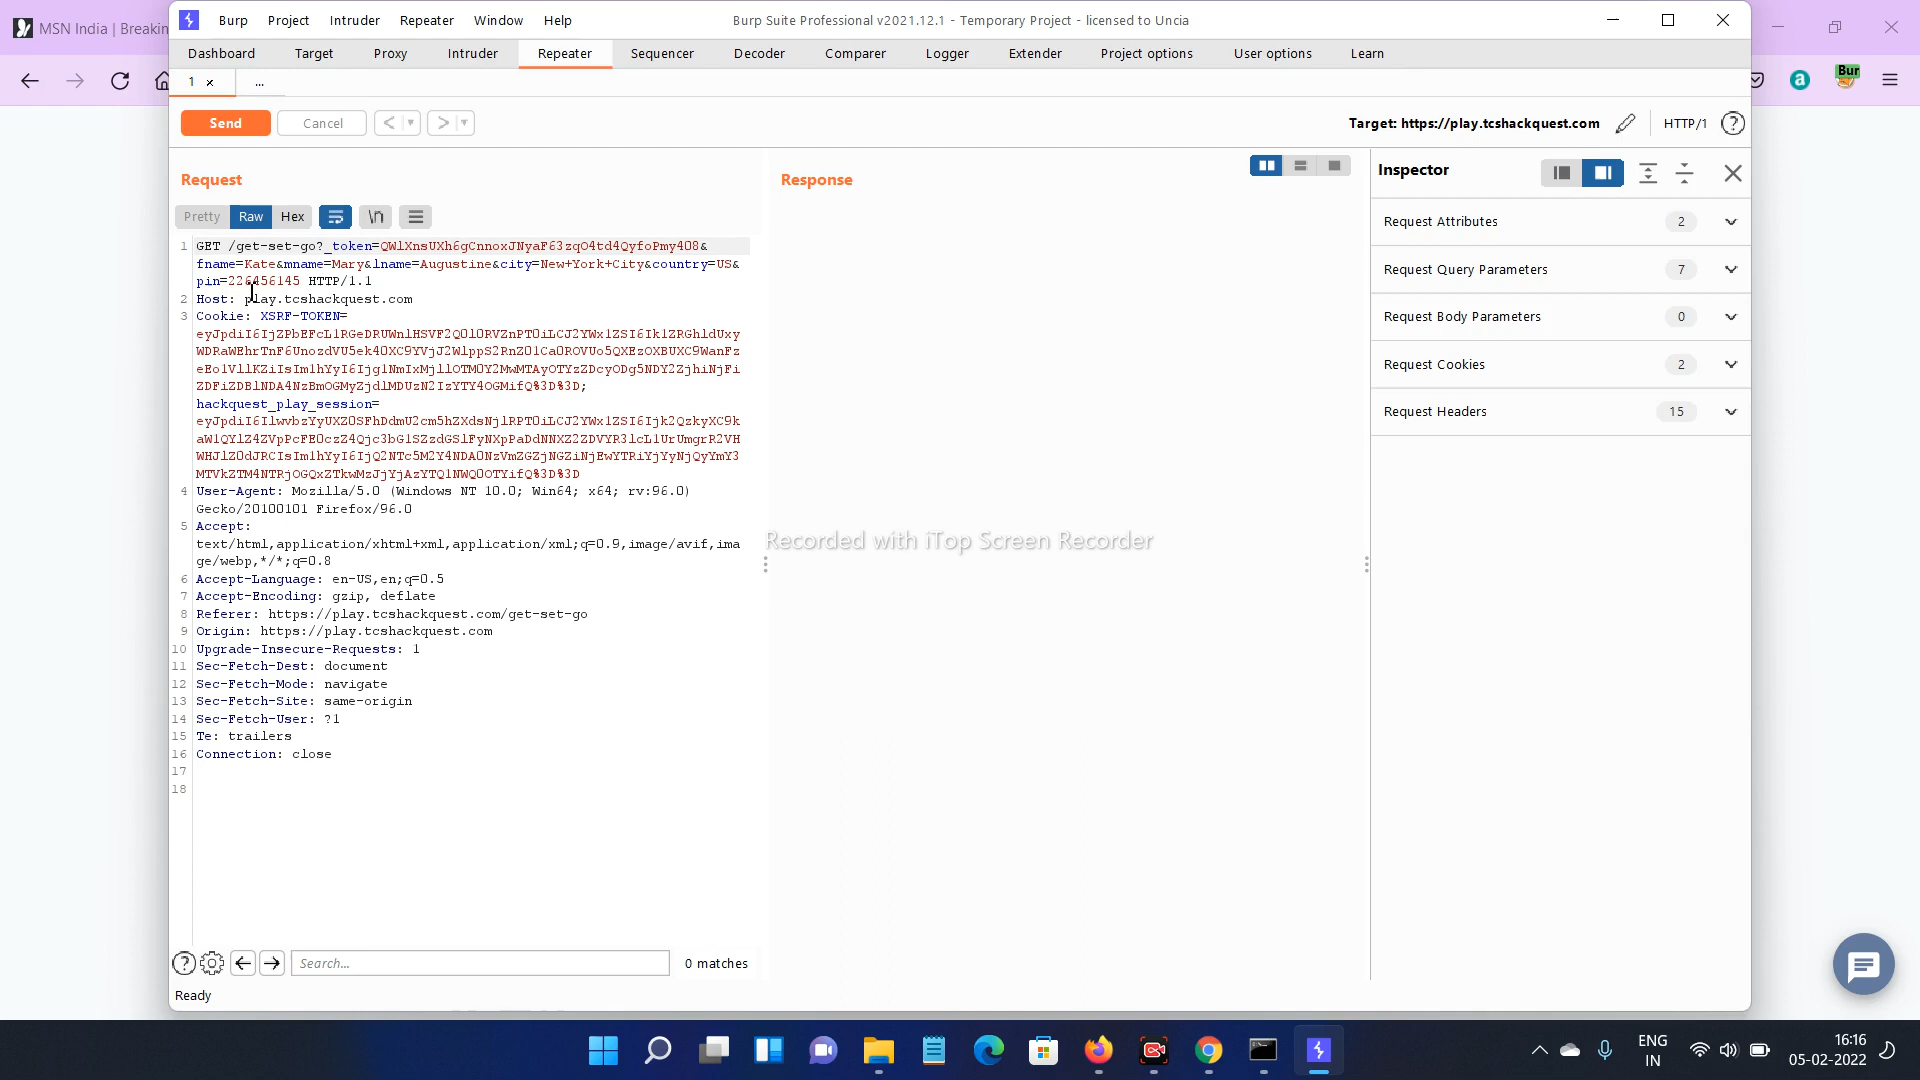 MSN India | Breakin
Burp Project Intruder Repeater Window Help
Burp Suite Professional v2021.12.1 - Temporary Project - licensed to Uncia
Dashboard Target Proxy Intruder Repeater Sequencer Decoder Comparer Logger Extender Project options User options Learn
Bur
a
1 × ...
Send Cancel < >
Target: https://play.tcshackquest.com HTTP/1 ?
Request
Response
Inspector
Pretty Raw Hex \n
Request Attributes 2
Request Query Parameters 7
Request Body Parameters 0
Request Cookies 2
Request Headers 15
1 GET /get-set-go?_token=QWlXnsUXh6gCnnoxJNyaF63zqO4td4QyfoPmy408&
fname=Kate&mname=Mary&lname=Augustine&city=New+York+City&country=US&
pin=226456145 HTTP/1.1
2 Host: play.tcshackquest.com
3 Cookie: XSRF-TOKEN=
hackquest_play_session=
4 User-Agent: Mozilla/5.0 (Windows NT 10.0; Win64; x64; rv:96.0)
Gecko/20100101 Firefox/96.0
5 Accept:
text/html,application/xhtml+xml,application/xml;q=0.9,image/avif,ima
ge/webp,*/*;q=0.8
6 Accept-Language: en-US,en;q=0.5
7 Accept-Encoding: gzip, deflate
8 Referer: https://play.tcshackquest.com/get-set-go
9 Origin: https://play.tcshackquest.com
10 Upgrade-Insecure-Requests: 1
11 Sec-Fetch-Dest: document
12 Sec-Fetch-Mode: navigate
13 Sec-Fetch-Site: same-origin
14 Sec-Fetch-User: ?1
15 Te: trailers
16 Connection: close
17
18
Recorded with iTop Screen Recorder
? Search... 0 matches
Ready
ENG
IN
16:16
05-02-2022